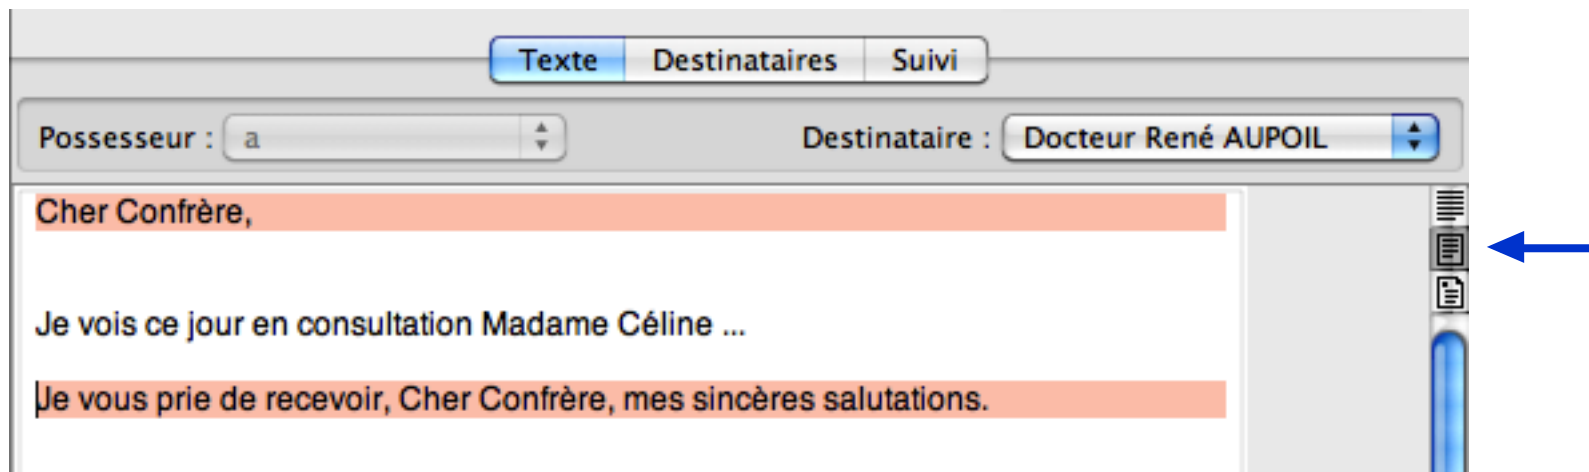 Texte Destinataires Suivi
Possesseur : a Destinataire : Docteur René AUPOIL
Cher Confrère,
Je vois ce jour en consultation Madame Céline ...
Je vous prie de recevoir, Cher Confrère, mes sincères salutations.